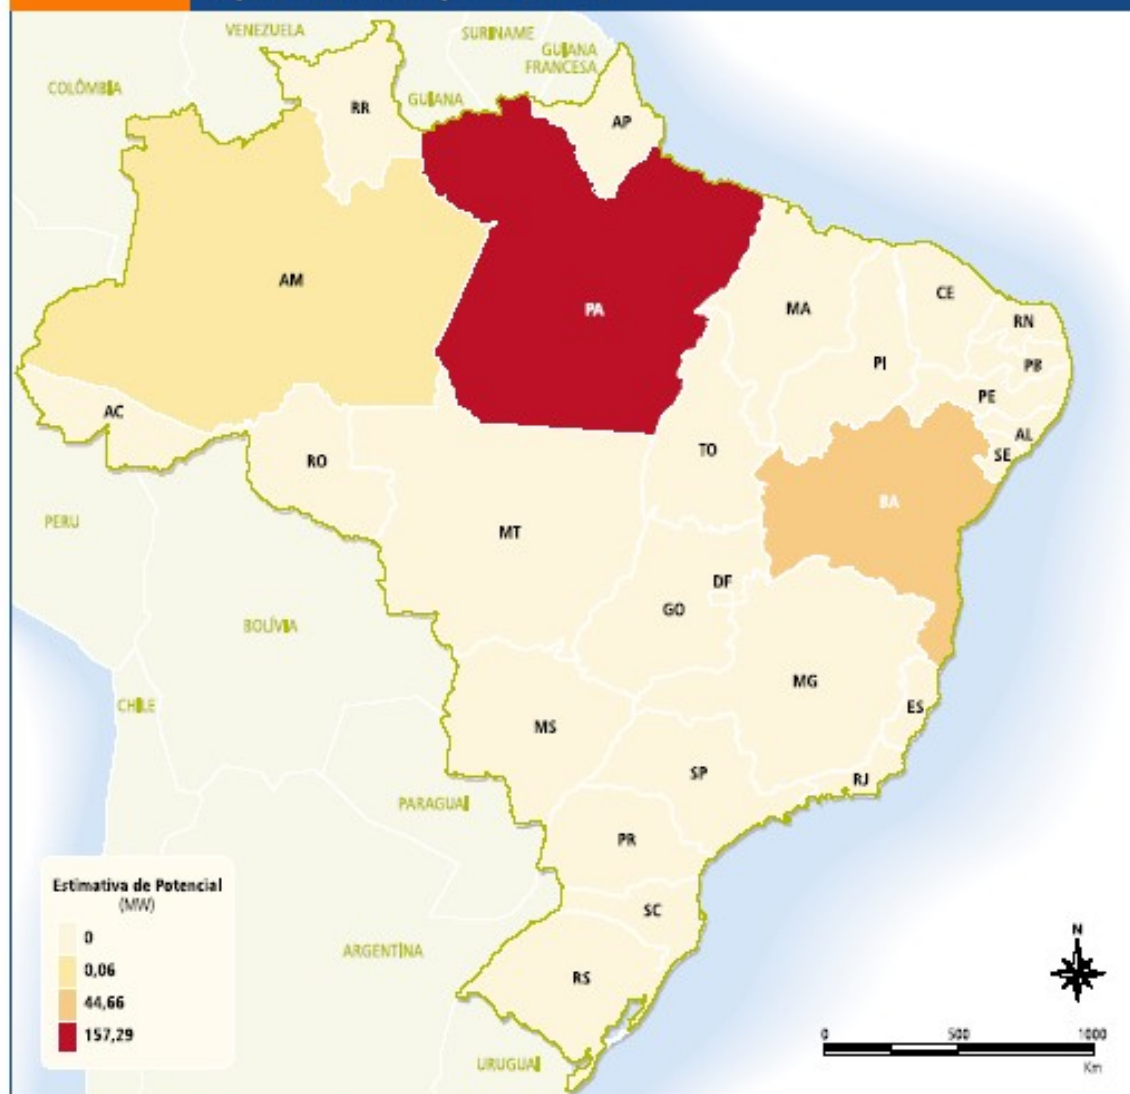 VENEZUELA
SURINAME
GUIANA
FRANCESA
COLÔMBIA
GUIANA
RR
AP
AM
PA
MA
CE
RN
PI
PB
PE
AC
AL
SE
TO
RO
BA
PERU
MT
DF
GO
BOLÍVIA
MG
CHILE
ES
MS
SP
RJ
PARAGUAI
PR
Estimativa de Potencial
(MW)
0
0,06
44,66
157,29
SC
ARGENTINA
RS
N
0 500 1000
Km
URUGUAI